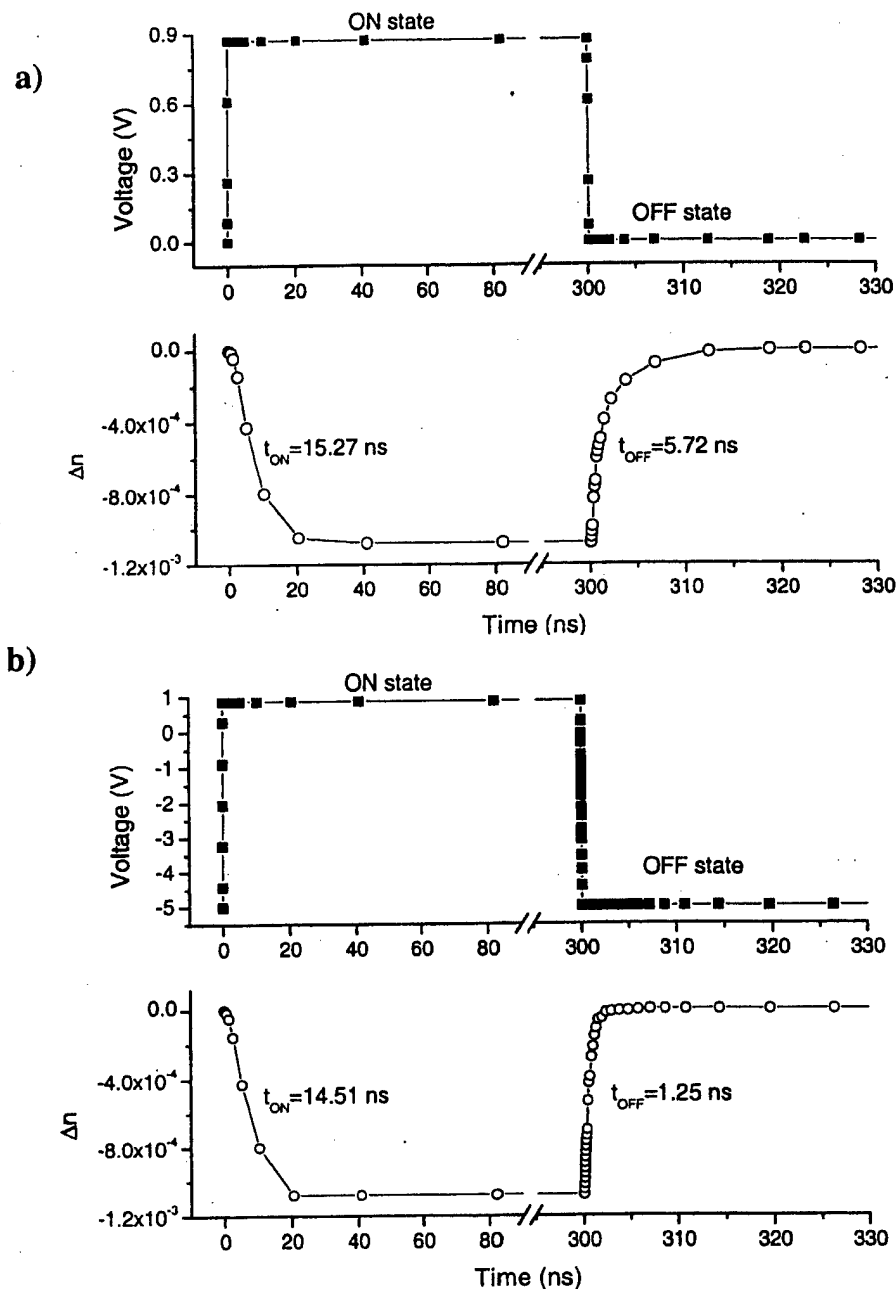 a)
ON state
0.9
0.6
0.3
0.0
Voltage (V)
OFF state
0 20 40 60 80 300 310 320 330
0.0
-4.0x10⁻⁴
-8.0x10⁻⁴
-1.2x10⁻³
Δn
t_ON=15.27 ns
t_OFF=5.72 ns
0 20 40 60 80 300 310 320 330
Time (ns)
b)
ON state
1
0
-1
-2
-3
-4
-5
Voltage (V)
OFF state
0 20 40 60 80 300 310 320 330
0.0
-4.0x10⁻⁴
-8.0x10⁻⁴
-1.2x10⁻³
Δn
t_ON=14.51 ns
t_OFF=1.25 ns
0 20 40 60 80 300 310 320 330
Time (ns)